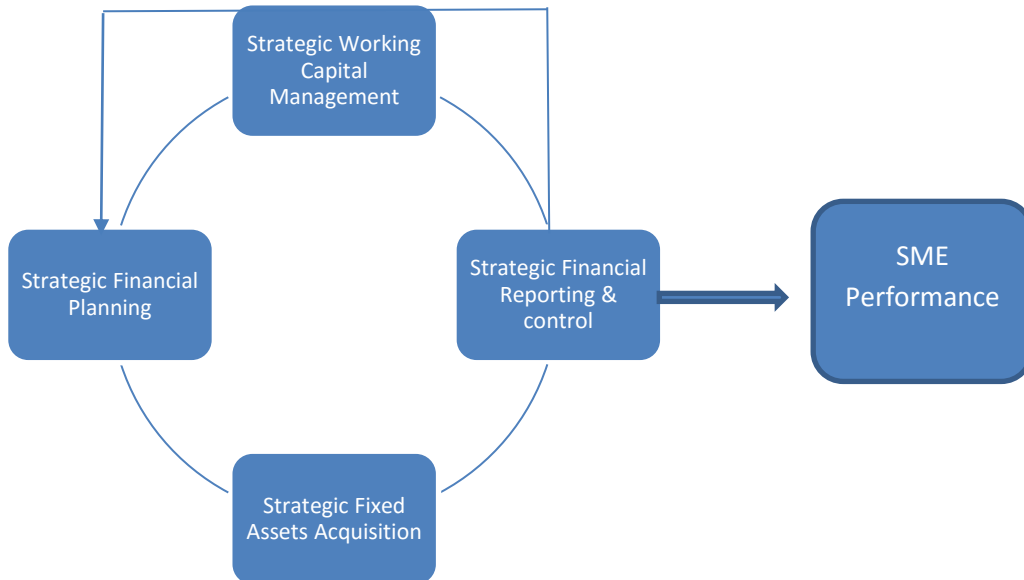 Strategic Working
Capital
Management
Strategic Financial
Planning
Strategic Financial
Reporting &
control
SME
Performance
Strategic Fixed
Assets Acquisition